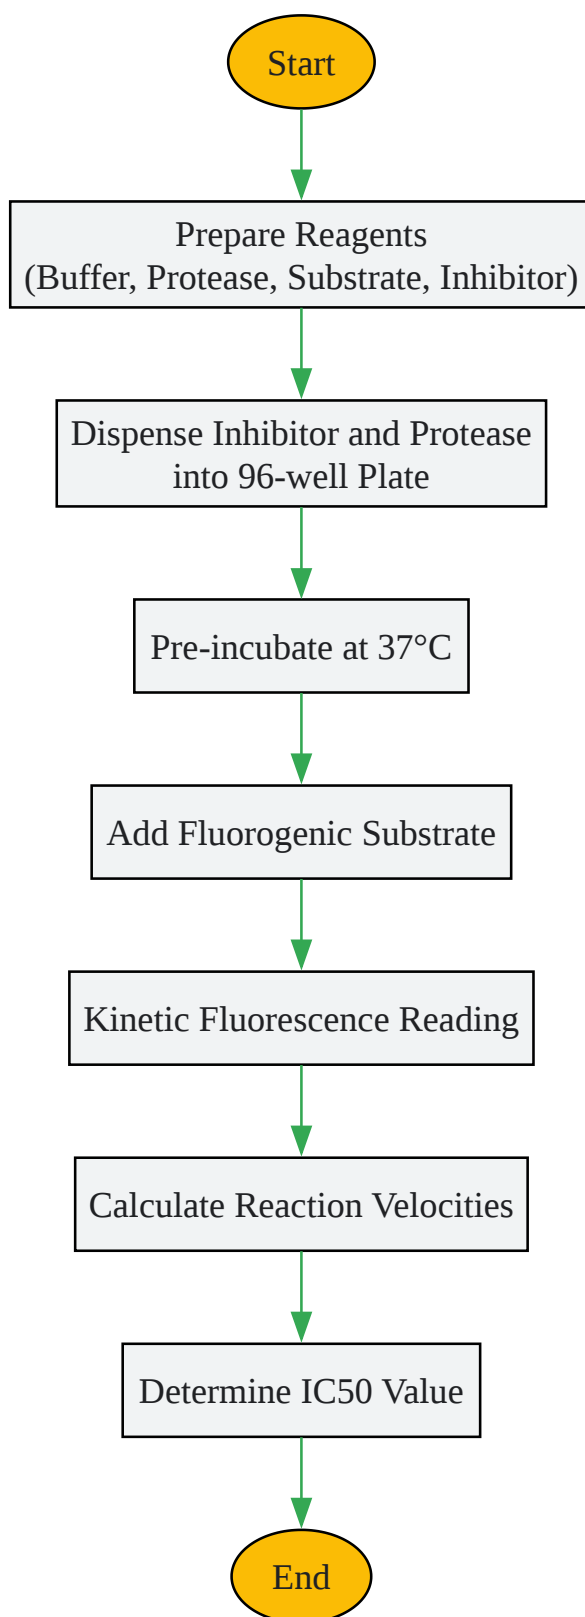 Start
Prepare Reagents
(Buffer, Protease, Substrate, Inhibitor)
Dispense Inhibitor and Protease
into 96-well Plate
Pre-incubate at 37°C
Add Fluorogenic Substrate
Kinetic Fluorescence Reading
Calculate Reaction Velocities
Determine IC50 Value
End